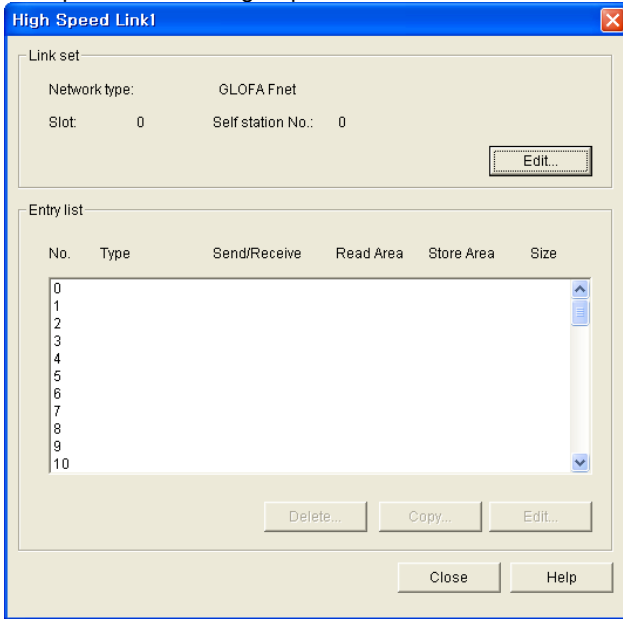 High Speed Link1
Link set
Network type: GLOFA Fnet
Slot: 0 Self station No.: 0
Edit...
Entry list
No. Type Send/Receive Read Area Store Area Size
0
1
2
3
4
5
6
7
8
9
10
Delete... Copy... Edit...
Close Help